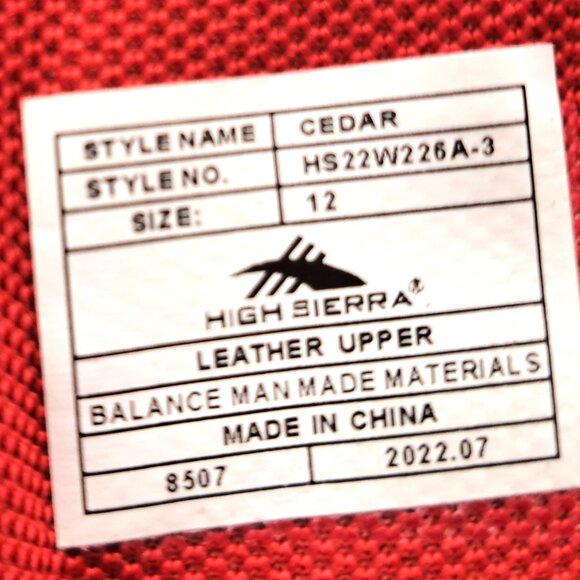 STYLE NAME CEDAR
STYLE NO. HS22W226A-3
SIZE: 12
HIGH SIERRA®
LEATHER UPPER
BALANCE MAN MADE MATERIALS
MADE IN CHINA
8507 2022.07